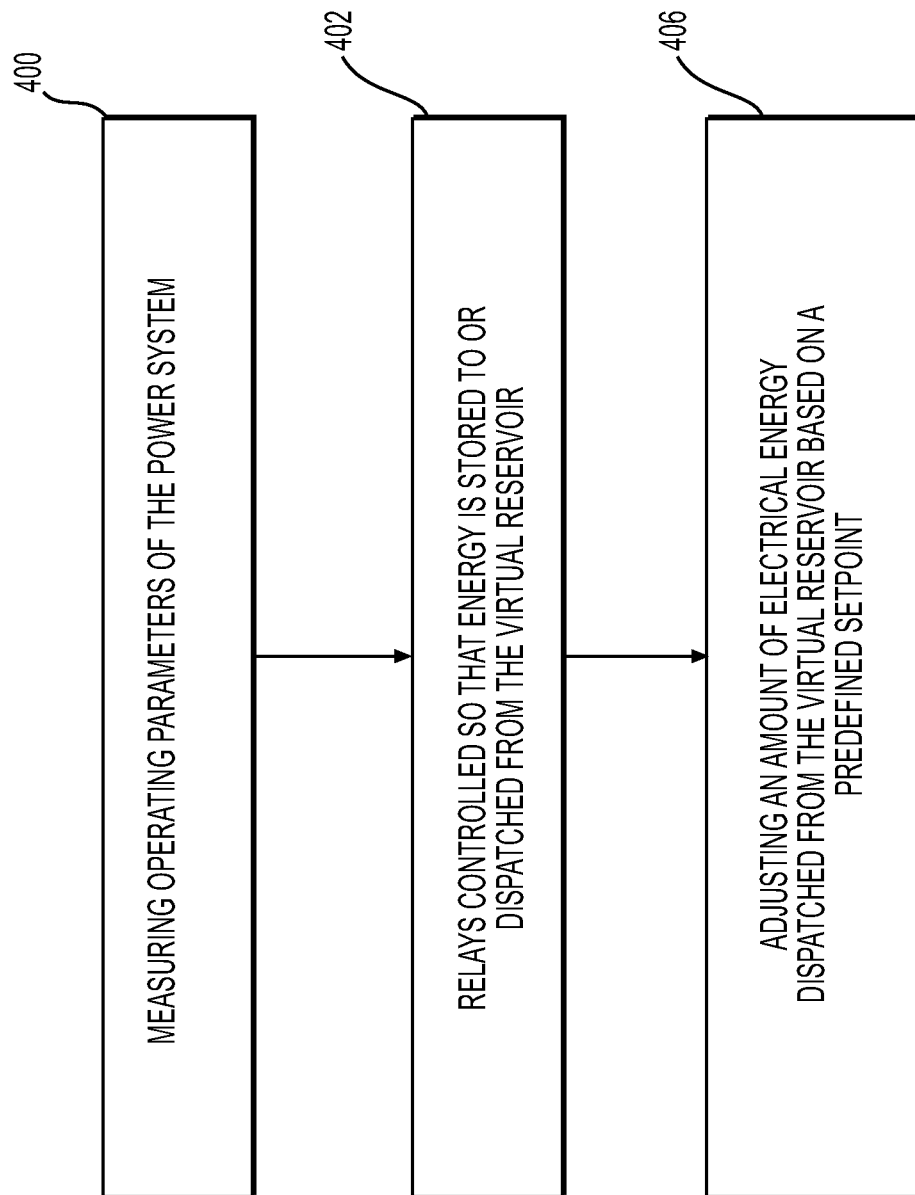 400
MEASURING OPERATING PARAMETERS OF THE POWER SYSTEM
402
RELAYS CONTROLLED SO THAT ENERGY IS STORED TO OR
DISPATCHED FROM THE VIRTUAL RESERVOIR
406
ADJUSTING AN AMOUNT OF ELECTRICAL ENERGY
DISPATCHED FROM THE VIRTUAL RESERVOIR BASED ON A
PREDEFINED SETPOINT